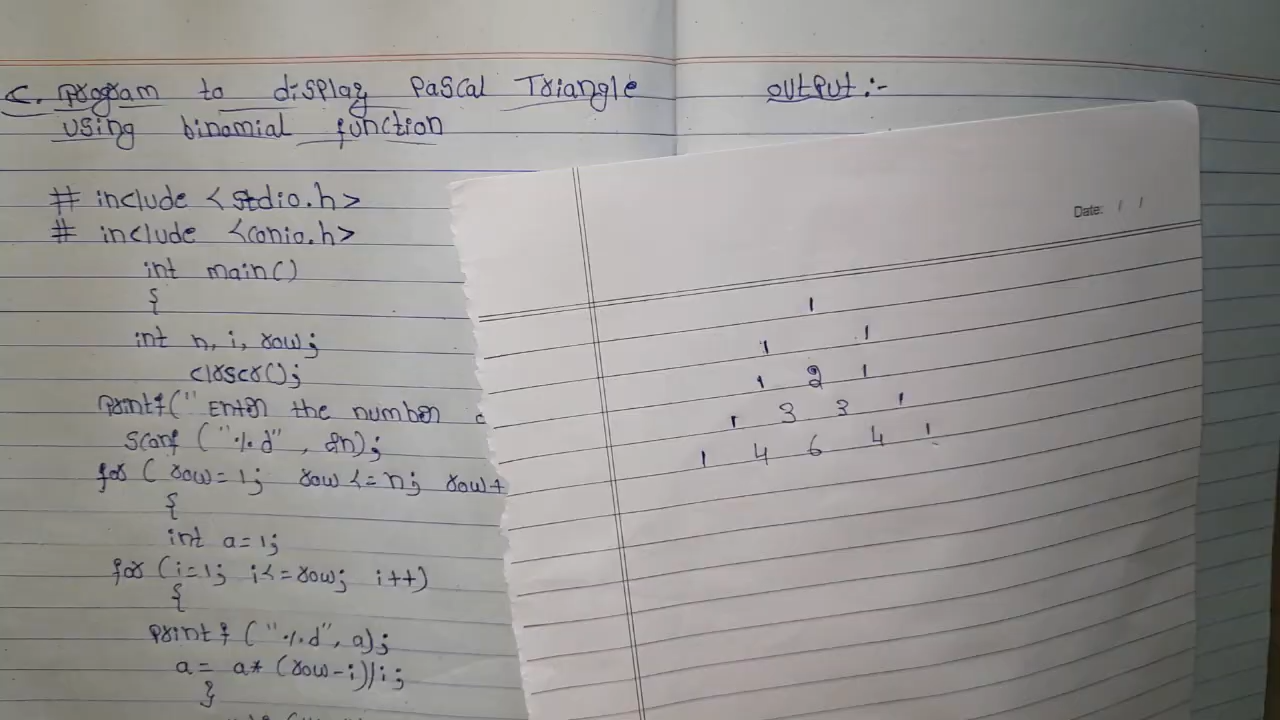 C. program to display Pascal Triangle
using binomial function
# include <stdio.h>
# include <conio.h>
int main()
{
int n, i, row;
clrscr();
printf(" Enter the number
scanf ("%d", &n);
for ( row=1; row <= n; row+
{
int a=1;
for (i=1; i<=row; i++)
{
printf ("%d", a);
a= a* (row-i)/i;
}
output :-
Date: / /
1
1 1
1 2 1
1 3 3 1
1 4 6 4 1